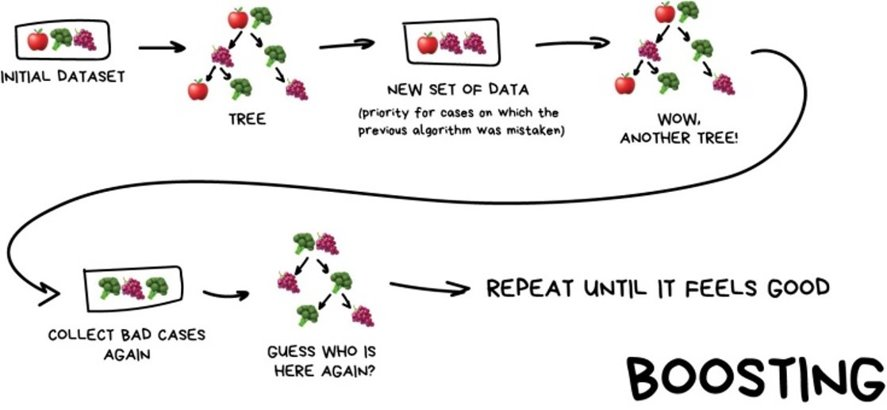 INITIAL DATASET
TREE
NEW SET OF DATA
(priority for cases on which the
previous algorithm was mistaken)
WOW,
ANOTHER TREE!
COLLECT BAD CASES
AGAIN
GUESS WHO IS
HERE AGAIN?
REPEAT UNTIL IT FEELS GOOD
BOOSTING